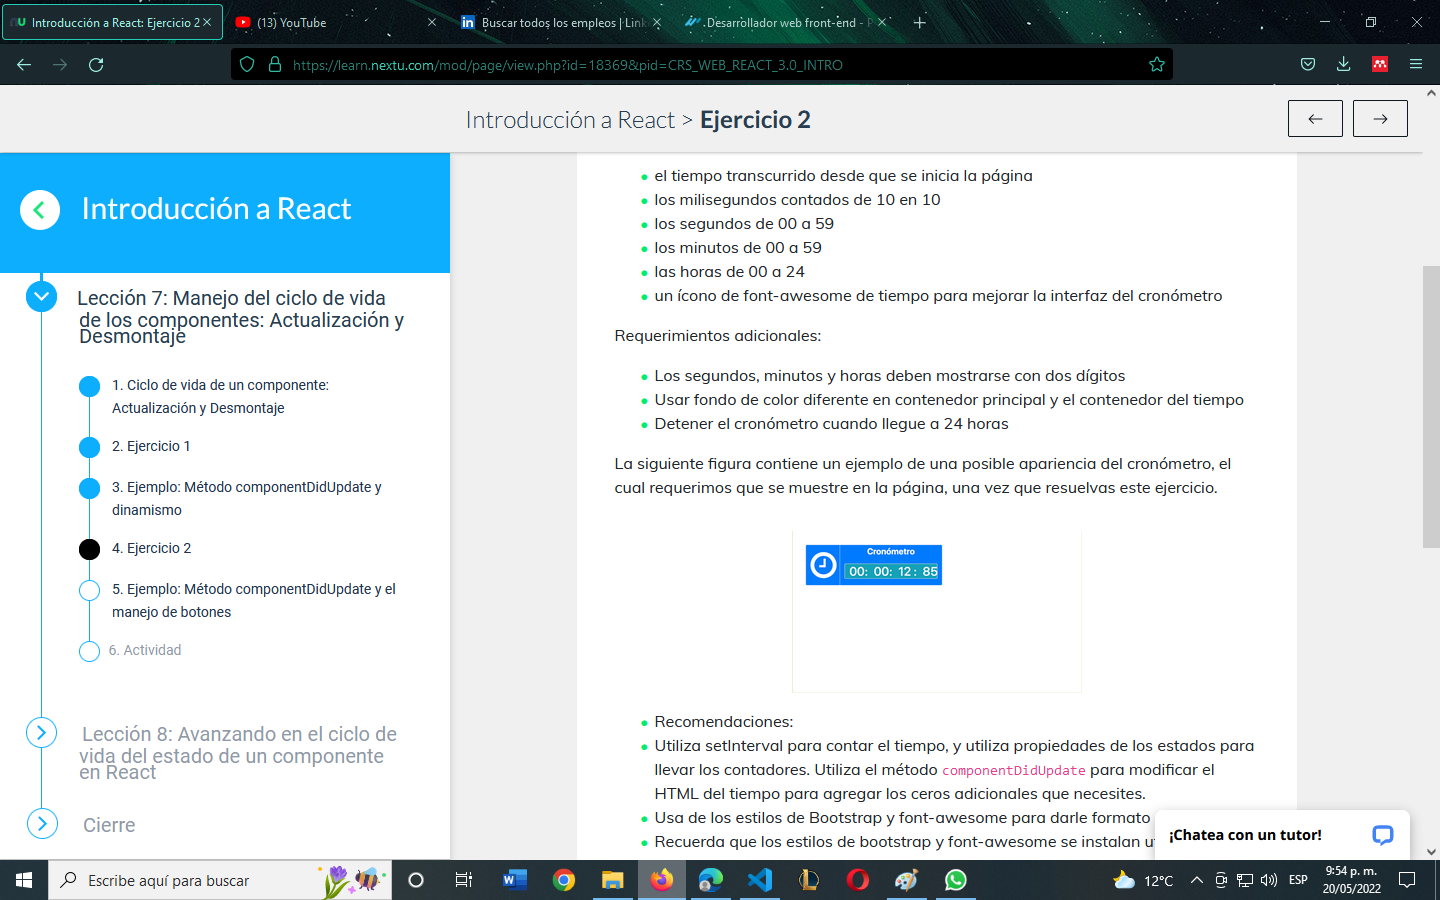 Introducción a React: Ejercicio 2
(13) YouTube
Buscar todos los empleos | Link
Desarrollador web front-end - P
https://learn.nextu.com/mod/page/view.php?id=18369&pid=CRS_WEB_REACT_3.0_INTRO
Introducción a React > Ejercicio 2
Introducción a React
Lección 7: Manejo del ciclo de vida
de los componentes: Actualización y
Desmontaje
1. Ciclo de vida de un componente:
Actualización y Desmontaje
2. Ejercicio 1
3. Ejemplo: Método componentDidUpdate y
dinamismo
4. Ejercicio 2
5. Ejemplo: Método componentDidUpdate y el
manejo de botones
6. Actividad
Lección 8: Avanzando en el ciclo de
vida del estado de un componente
en React
Cierre
el tiempo transcurrido desde que se inicia la página
los milisegundos contados de 10 en 10
los segundos de 00 a 59
los minutos de 00 a 59
las horas de 00 a 24
un ícono de font-awesome de tiempo para mejorar la interfaz del cronómetro
Requerimientos adicionales:
Los segundos, minutos y horas deben mostrarse con dos dígitos
Usar fondo de color diferente en contenedor principal y el contenedor del tiempo
Detener el cronómetro cuando llegue a 24 horas
La siguiente figura contiene un ejemplo de una posible apariencia del cronómetro, el
cual requerimos que se muestre en la página, una vez que resuelvas este ejercicio.
Cronómetro
00: 00: 12 : 85
Recomendaciones:
Utiliza setInterval para contar el tiempo, y utiliza propiedades de los estados para
llevar los contadores. Utiliza el método componentDidUpdate para modificar el
HTML del tiempo para agregar los ceros adicionales que necesites.
Usa de los estilos de Bootstrap y font-awesome para darle formato
Recuerda que los estilos de bootstrap y font-awesome se instalan u
¡Chatea con un tutor!
Escribe aquí para buscar
12°C
ESP
9:54 p. m.
20/05/2022